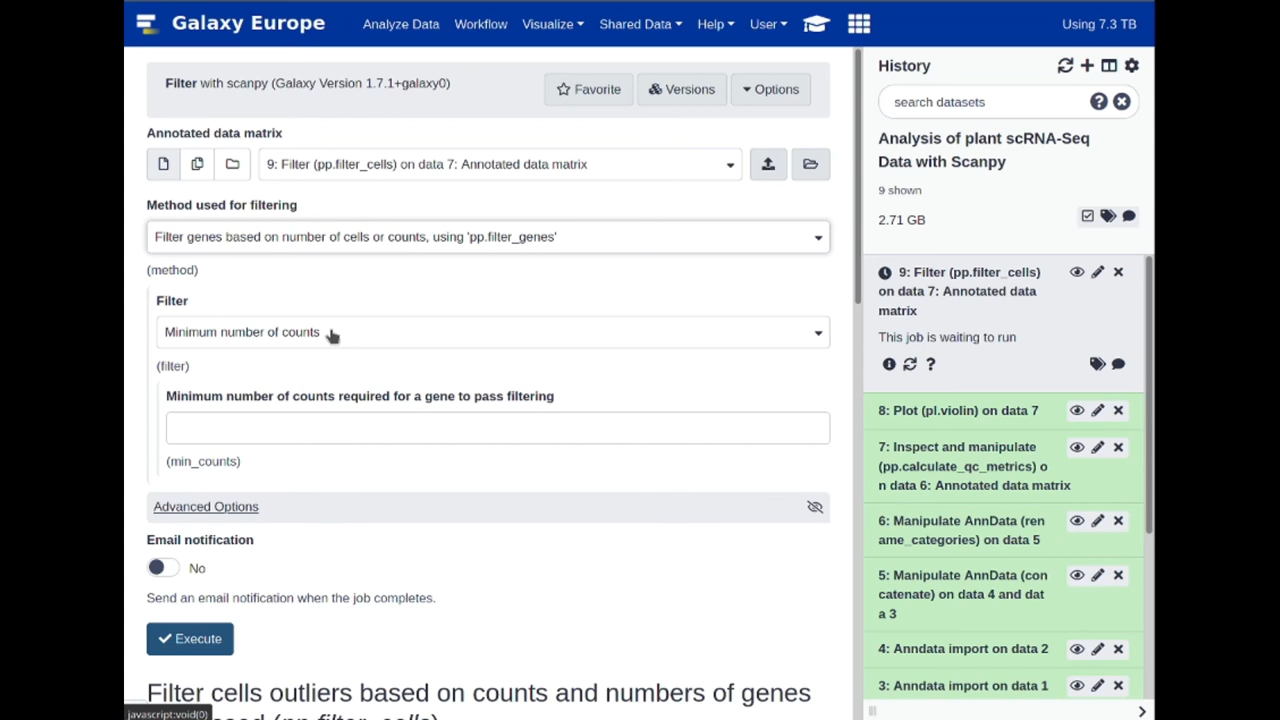 Galaxy Europe
Analyze Data
Workflow
Visualize
Shared Data
Help
User
Using 7.3 TB
Filter with scanpy (Galaxy Version 1.7.1+galaxy0)
Favorite
Versions
Options
Annotated data matrix
9: Filter (pp.filter_cells) on data 7: Annotated data matrix
Method used for filtering
Filter genes based on number of cells or counts, using 'pp.filter_genes'
(method)
Filter
Minimum number of counts
(filter)
Minimum number of counts required for a gene to pass filtering
(min_counts)
Advanced Options
Email notification
No
Send an email notification when the job completes.
Execute
Filter cells outliers based on counts and numbers of genes
(pp.filter_cells)
javascript:void(0)
History
search datasets
Analysis of plant scRNA-Seq
Data with Scanpy
9 shown
2.71 GB
9: Filter (pp.filter_cells)
on data 7: Annotated data
matrix
This job is waiting to run
8: Plot (pl.violin) on data 7
7: Inspect and manipulate
(pp.calculate_qc_metrics) o
n data 6: Annotated data matrix
6: Manipulate AnnData (ren
ame_categories) on data 5
5: Manipulate AnnData (con
catenate) on data 4 and dat
a 3
4: Anndata import on data 2
3: Anndata import on data 1